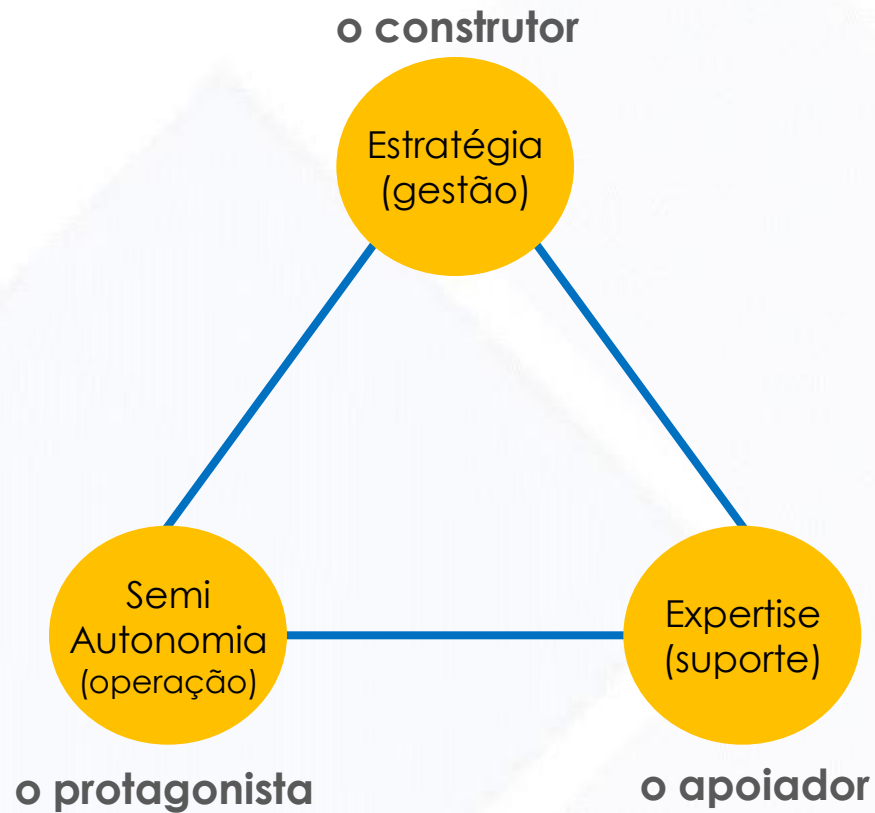 o construtor
Estratégia
(gestão)
Semi
Autonomia
(operação)
Expertise
(suporte)
o protagonista
o apoiador